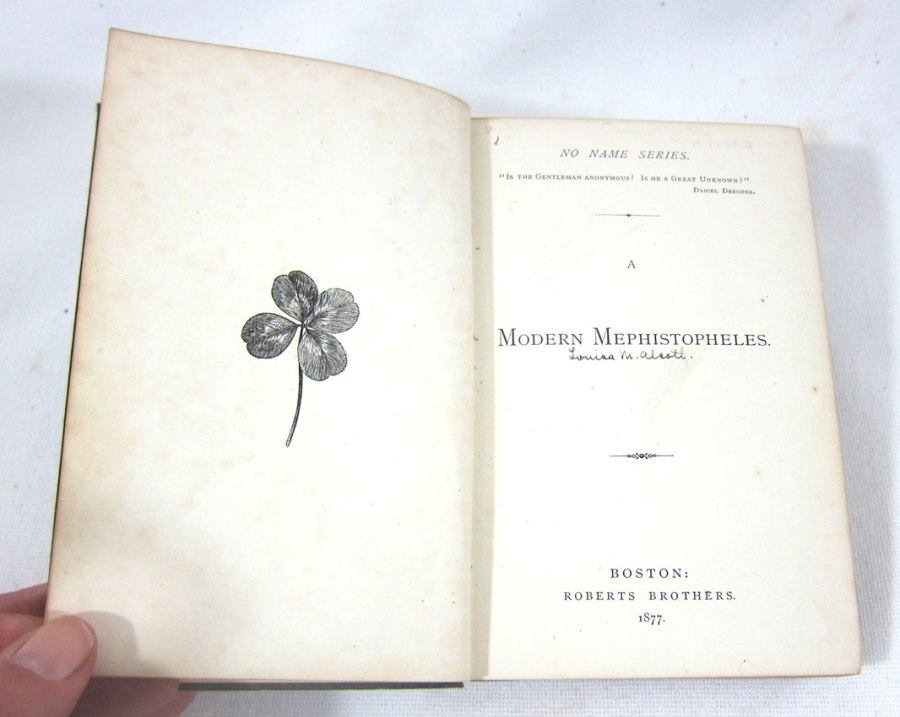 NO NAME SERIES.
"Is the Gentleman anonymous? Is he a Great Unknown?"
Daniel Deronda.
A
Modern Mephistopheles.
Louisa M. Alcott.
BOSTON:
ROBERTS BROTHERS.
1877.